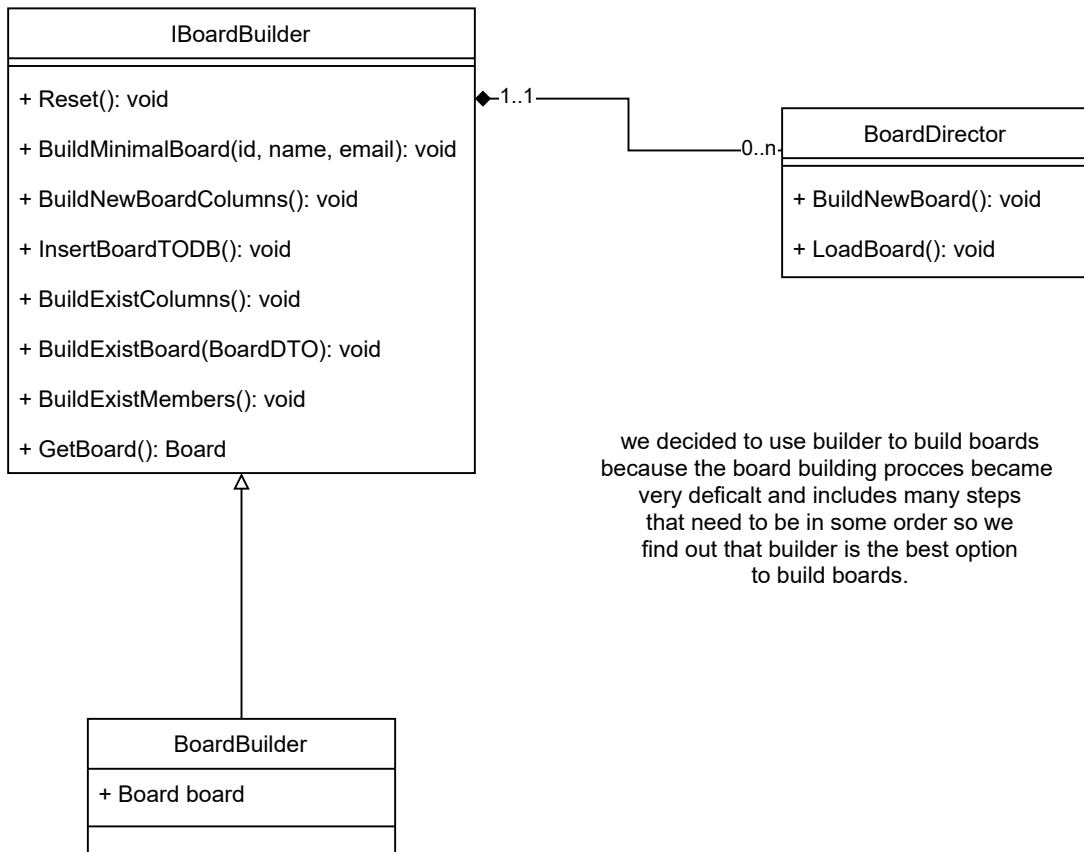 IBoardBuilder
+ Reset(): void
+ BuildMinimalBoard(id, name, email): void
+ BuildNewBoardColumns(): void
+ InsertBoardTODB(): void
+ BuildExistColumns(): void
+ BuildExistBoard(BoardDTO): void
+ BuildExistMembers(): void
+ GetBoard(): Board
1..1
0..n
BoardDirector
+ BuildNewBoard(): void
+ LoadBoard(): void
we decided to use builder to build boards
because the board building procces became
very deficalt and includes many steps
that need to be in some order so we
find out that builder is the best option
to build boards.
BoardBuilder
+ Board board